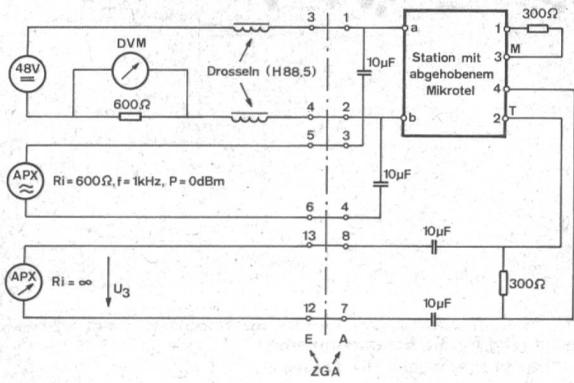 3 1 a 1 300Ω
DVM
M
48V
10µF
Station mit
abgehobenem
Mikrotel
3
Drosseln (H88,5)
600Ω
4
4 2 b T
2
5 3
APX
Ri=600Ω, f=1kHz, P=0dBm
10µF
6 4
13 8 10µF
APX
Ri=∞
U3
300Ω
10µF
12 7
E A
ZGA